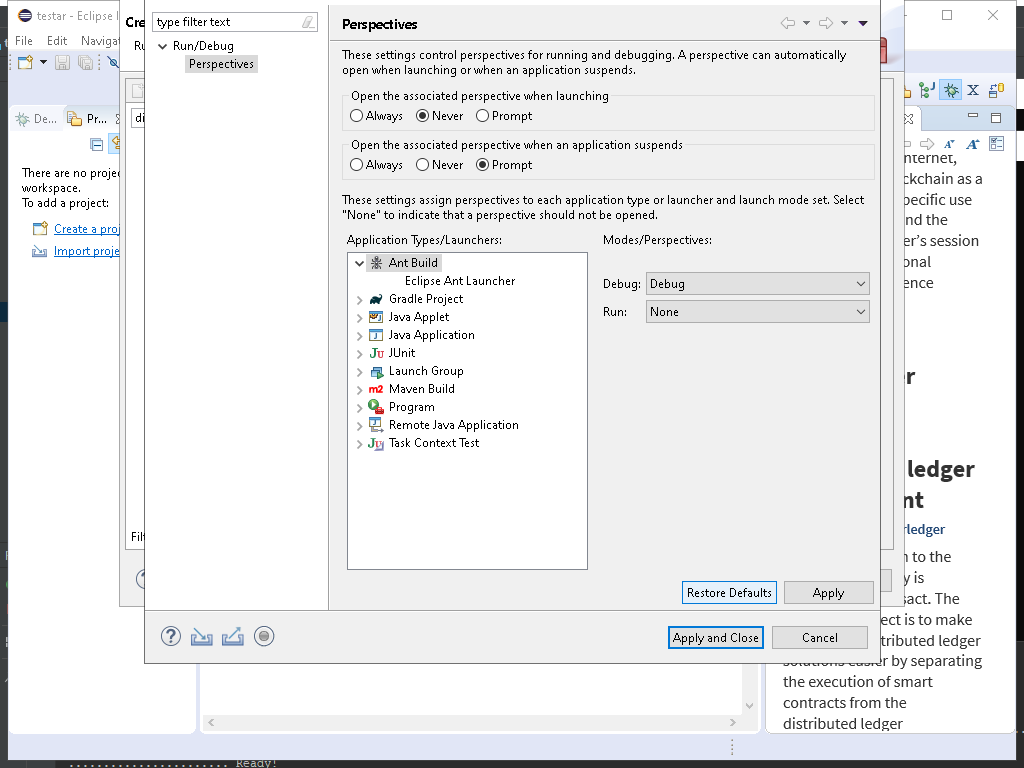 testar - Eclipse I
File
Edit
Naviga
De...
Pr...
There are no proje
workspace.
To add a project:
Create a proj
Import proje
Cre
Ru
di
Filt
type filter text
Run/Debug
Perspectives
Perspectives
These settings control perspectives for running and debugging. A perspective can automatically
open when launching or when an application suspends.
Open the associated perspective when launching
Always
Never
Prompt
Open the associated perspective when an application suspends
Always
Never
Prompt
These settings assign perspectives to each application type or launcher and launch mode set. Select
"None" to indicate that a perspective should not be opened.
Application Types/Launchers:
Modes/Perspectives:
Ant Build
Eclipse Ant Launcher
Gradle Project
Java Applet
Java Application
JUnit
Launch Group
Maven Build
Program
Remote Java Application
Task Context Test
Debug:
Debug
Run:
None
Restore Defaults
Apply
Apply and Close
Cancel
nternet,
ckchain as a
pecific use
nd the
er's session
onal
ence
r
ledger
nt
rledger
n to the
y is
sact. The
ect is to make
tributed ledger
solutions easier by separating
the execution of smart
contracts from the
distributed ledger
Ready!